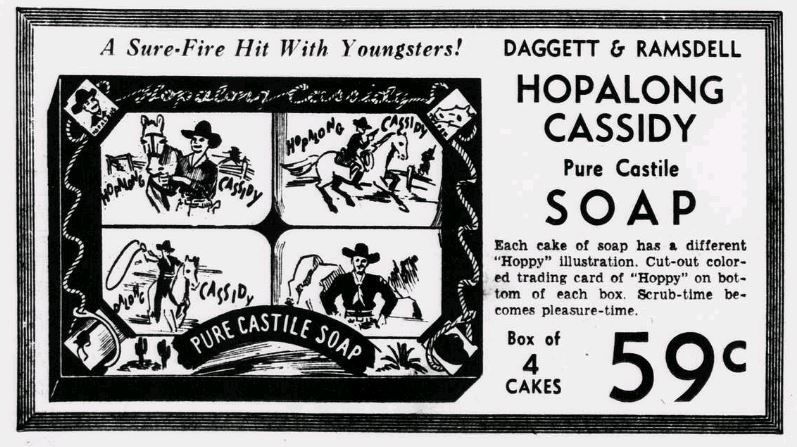 A Sure-Fire Hit With Youngsters!
Hopalong Cassidy
HOPALONG
CASSIDY
HOPALONG CASSIDY
HOPALONG
CASSIDY
PURE CASTILE SOAP
DAGGETT & RAMSDELL
HOPALONG
CASSIDY
Pure Castile
SOAP
Each cake of soap has a different
"Hoppy" illustration. Cut-out color-
ed trading card of "Hoppy" on bot-
tom of each box. Scrub-time be-
comes pleasure-time.
Box of
4
CAKES
59c